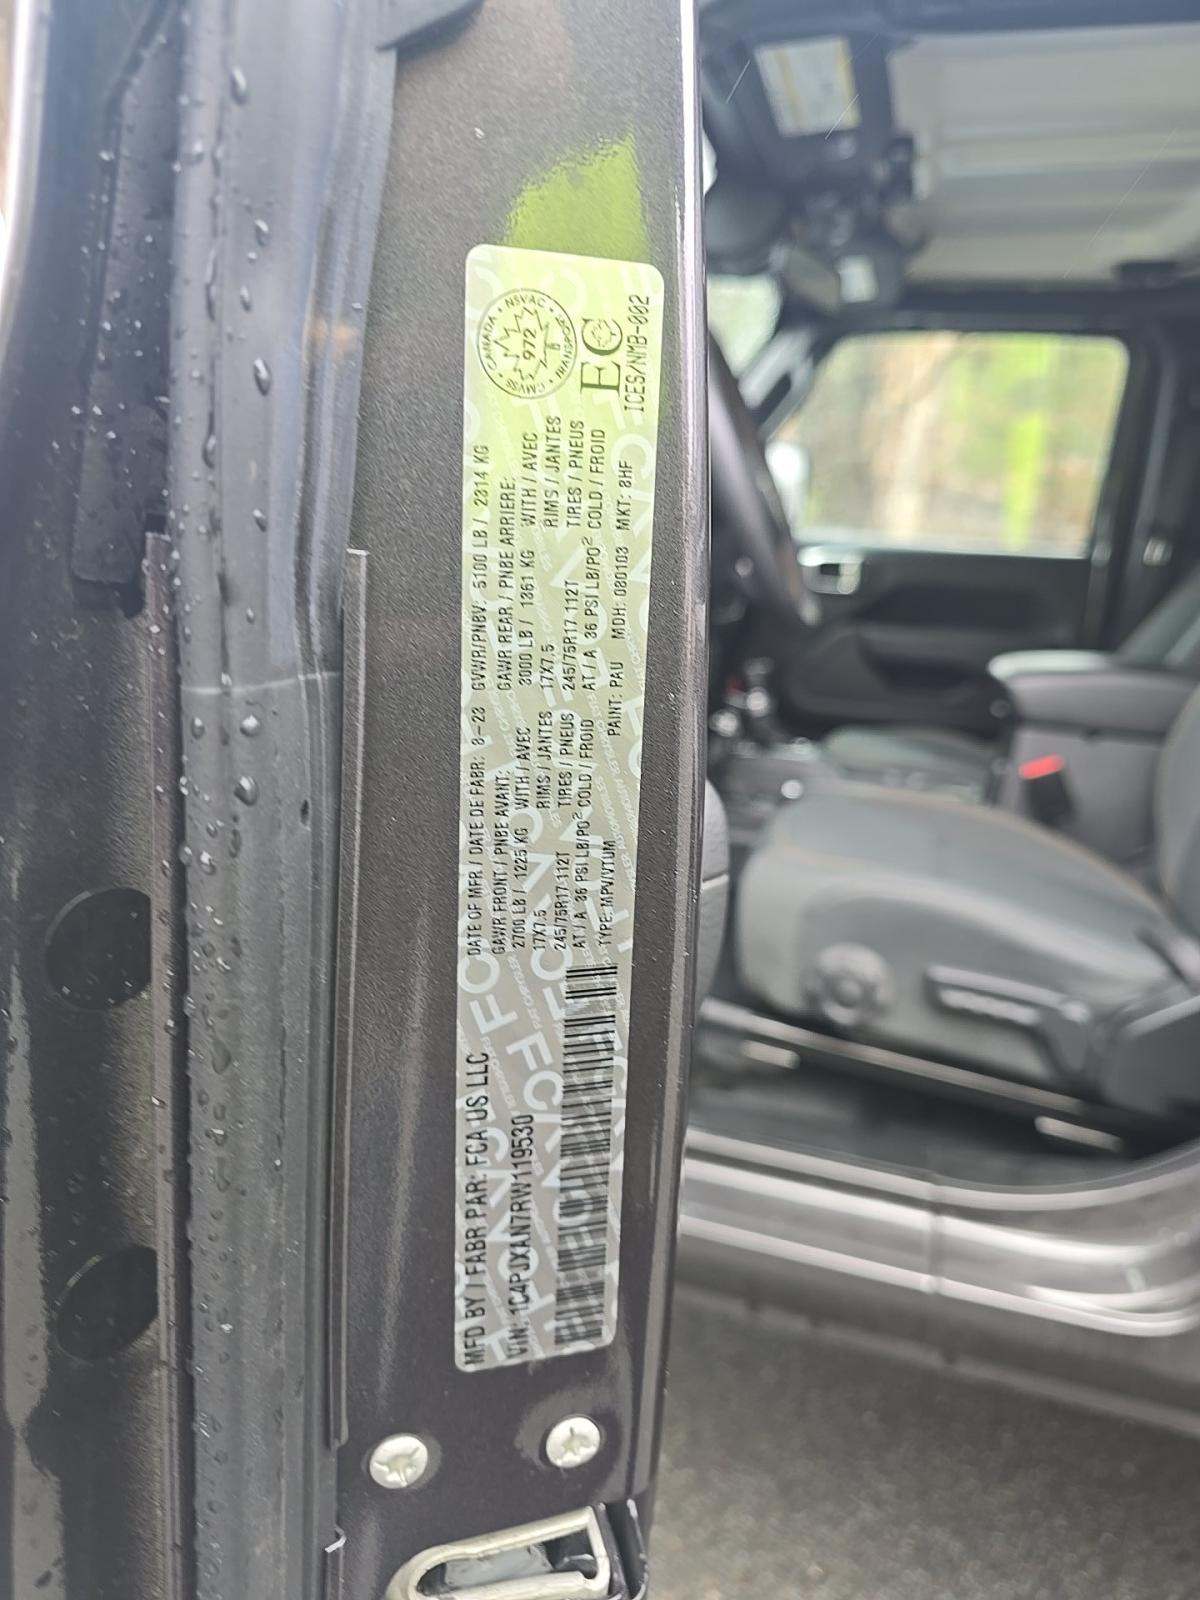 MFD BY / FABR PAR: FCA US LLC
DATE OF MFR / DATE DE FABR: 8-23
GVWR/PNBV: 5100 LB / 2314 KG
VIN: 1C4PJXAN7RW119530
GAWR FRONT / PNBE AVANT:
2700 LB / 1225 KG WITH / AVEC
17X7.5 RIMS / JANTES
245/75R17 112T TIRES / PNEUS
AT / A 36 PSI LB/PO² COLD / FROID
GAWR REAR / PNBE ARRIERE:
3000 LB / 1361 KG WITH / AVEC
17X7.5 RIMS / JANTES
245/75R17 112T TIRES / PNEUS
AT / A 36 PSI LB/PO² COLD / FROID
TYPE: MPV/VTUM PAINT: PAU MDH: 080103 MKT: 8HF
CANADA • NSVAC •
TRANSPORT • CMVSS •
972
EC
ICES/NMB-002